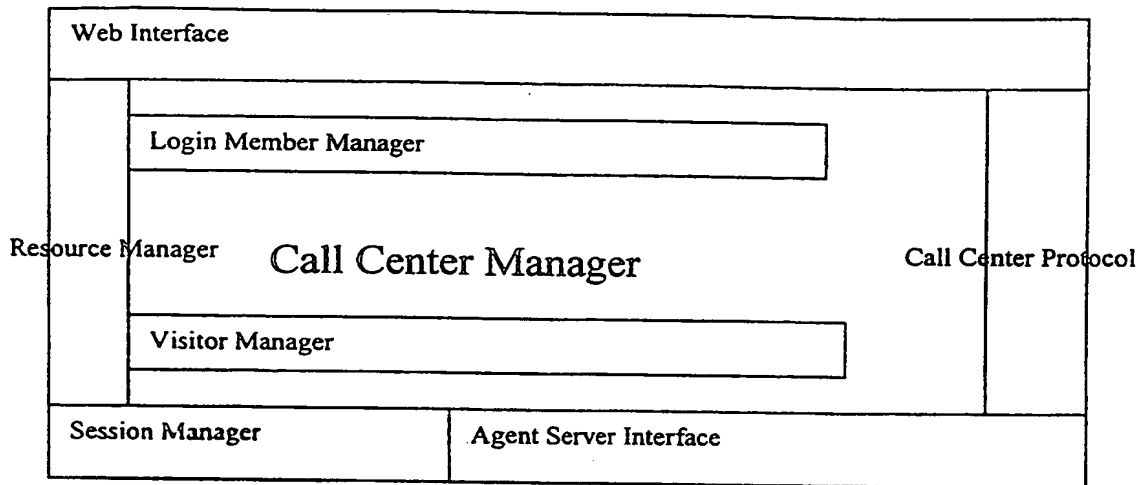 Web Interface
Login Member Manager
Resource Manager
Call Center Manager
Call Center Protocol
Visitor Manager
Session Manager
Agent Server Interface